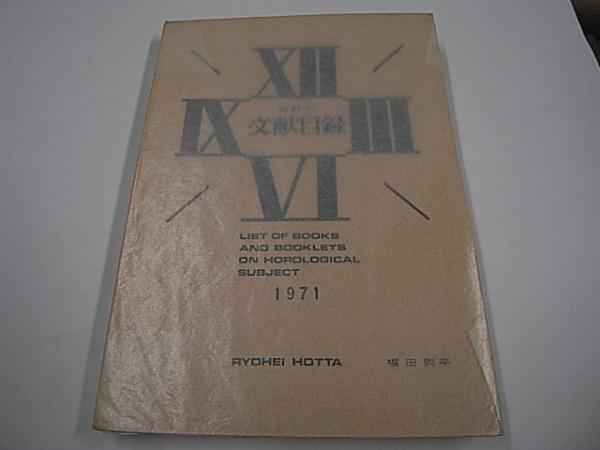 XII
IX
文献目録
III
VI
LIST OF BOOKS
AND BOOKLETS
ON HOROLOGICAL
SUBJECT
1971
RYOHEI HOTTA 堀田両平